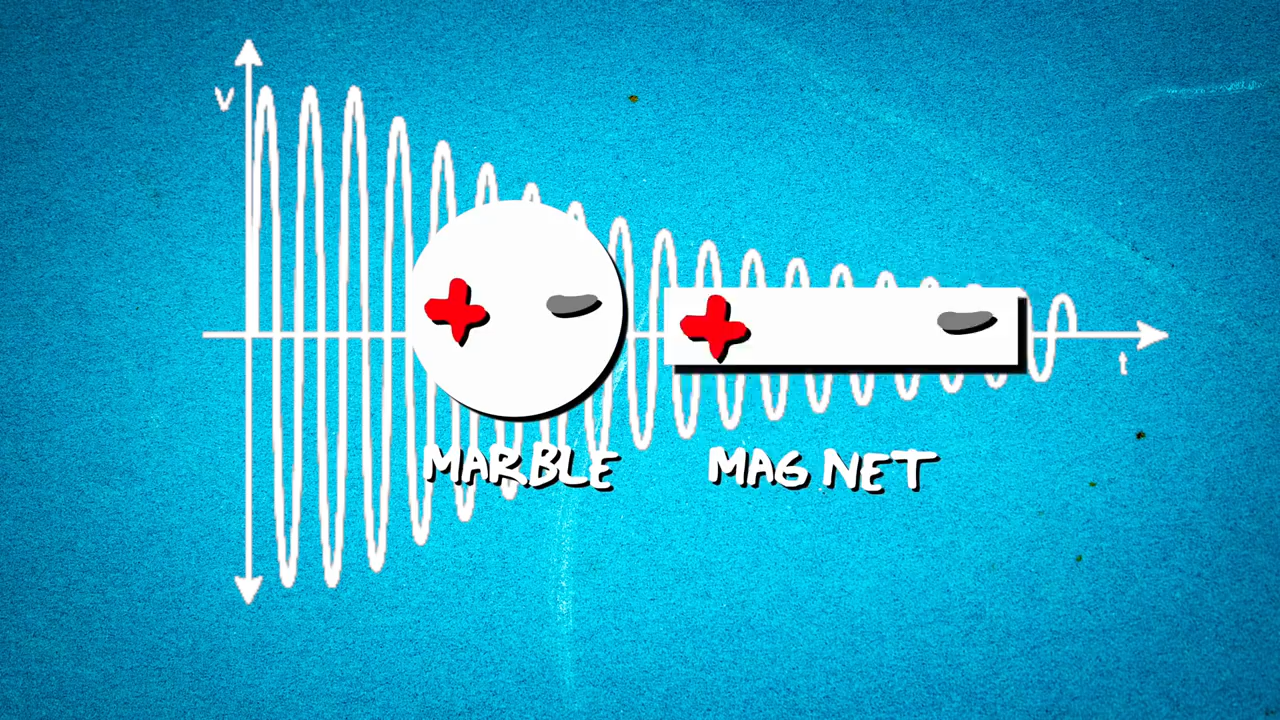 V
+ - + -
t
MARBLE MAGNET